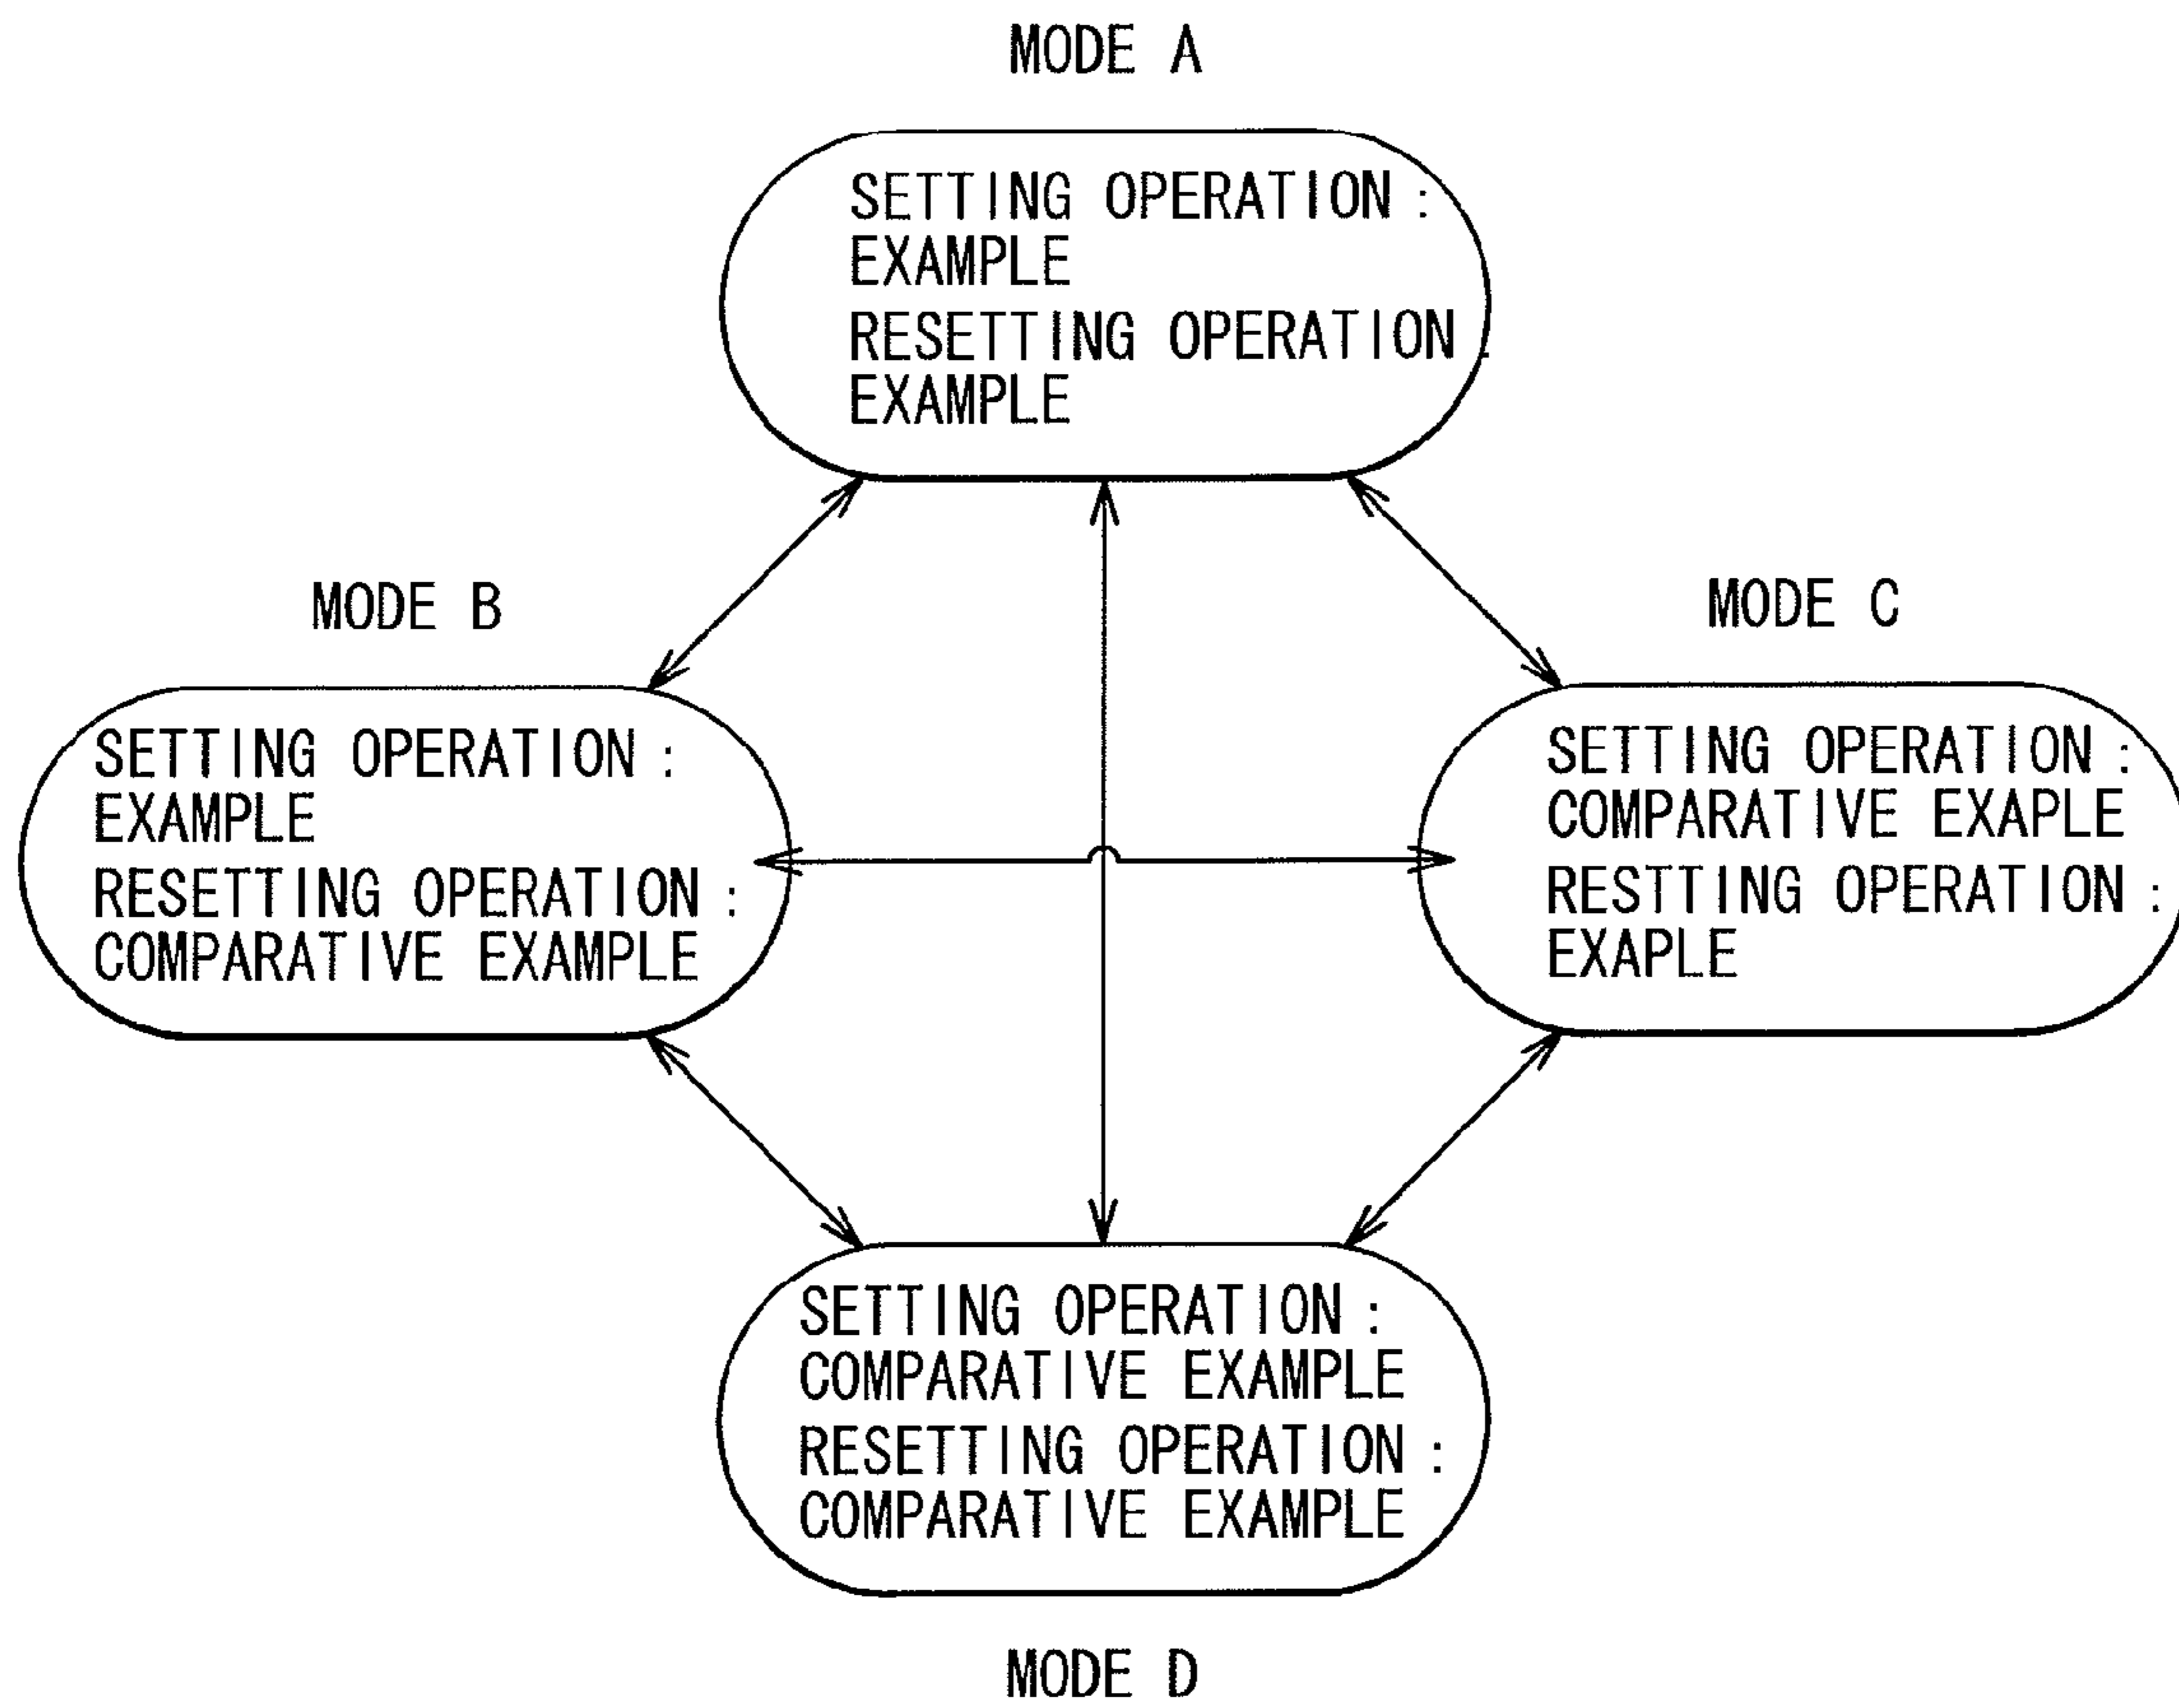 MODE A
SETTING OPERATION :
EXAMPLE
RESETTING OPERATION :
EXAMPLE
MODE B
SETTING OPERATION :
EXAMPLE
RESETTING OPERATION :
COMPARATIVE EXAMPLE
MODE C
SETTING OPERATION :
COMPARATIVE EXAPLE
RESTTING OPERATION :
EXAPLE
SETTING OPERATION :
COMPARATIVE EXAMPLE
RESETTING OPERATION :
COMPARATIVE EXAMPLE
MODE D